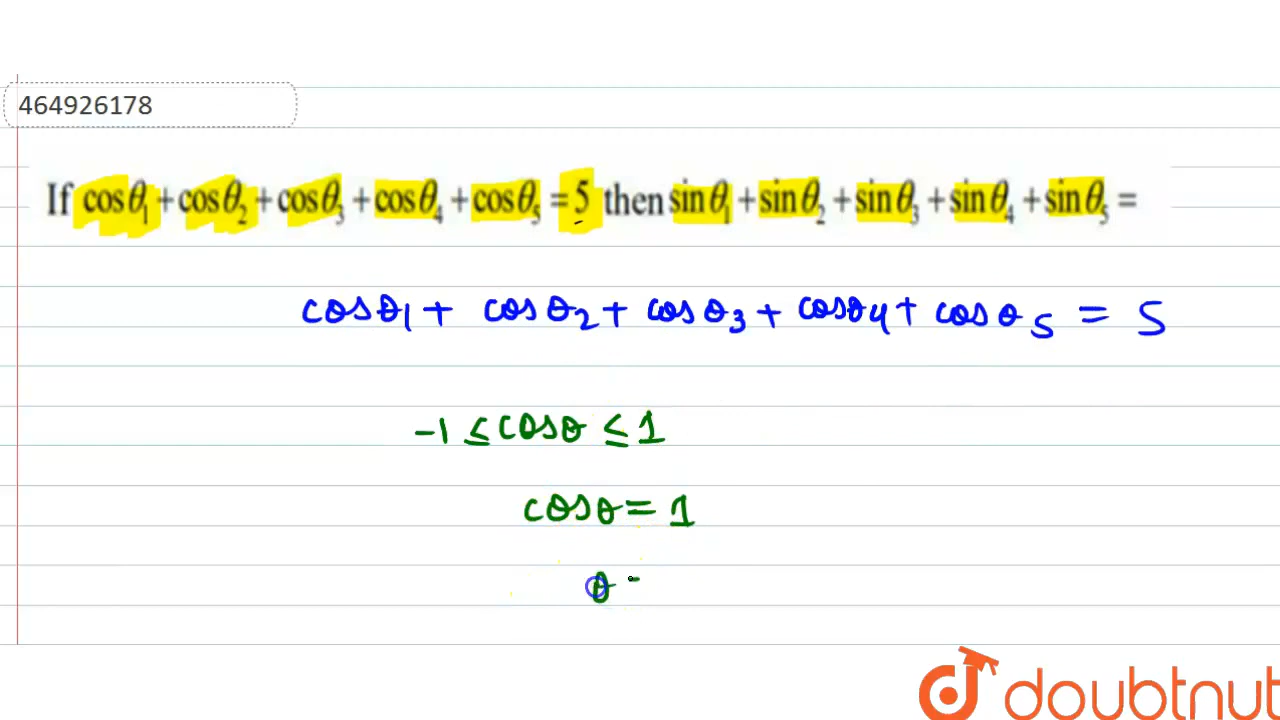 464926178
If cosθ₁ + cosθ₂ + cosθ₃ + cosθ₄ + cosθ₅ = 5 then sinθ₁ + sinθ₂ + sinθ₃ + sinθ₄ + sinθ₅ =
cosθ₁ + cosθ₂ + cosθ₃ + cosθ₄ + cosθ₅ = 5
-1 ≤ cosθ ≤ 1
cosθ = 1
θ -
doubtnut